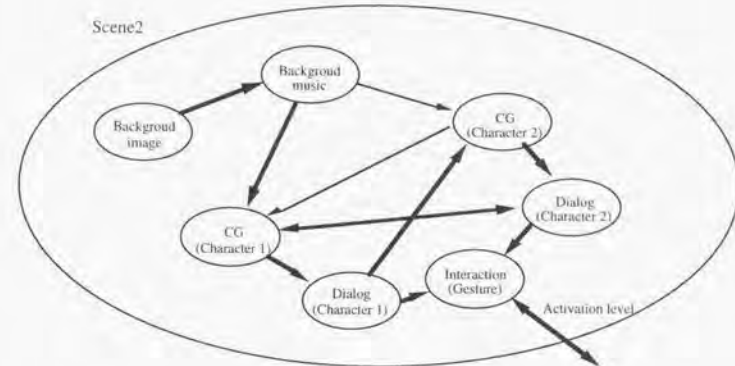 Scene2
Backgroud
music
Backgroud
image
CG
(Character 2)
Dialog
(Character 2)
CG
(Character 1)
Dialog
(Character 1)
Interaction
(Gesture)
Activation level